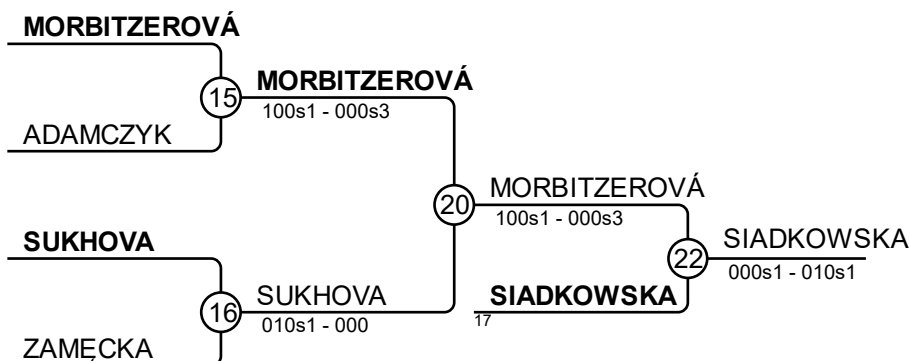 MORBITZEROVÁ
15
MORBITZEROVÁ
100s1 - 000s3
ADAMCZYK
20
MORBITZEROVÁ
100s1 - 000s3
SUKHOVA
22
SIADKOWSKA
000s1 - 010s1
16
SUKHOVA
010s1 - 000
SIADKOWSKA
17
ZAMĘCKA